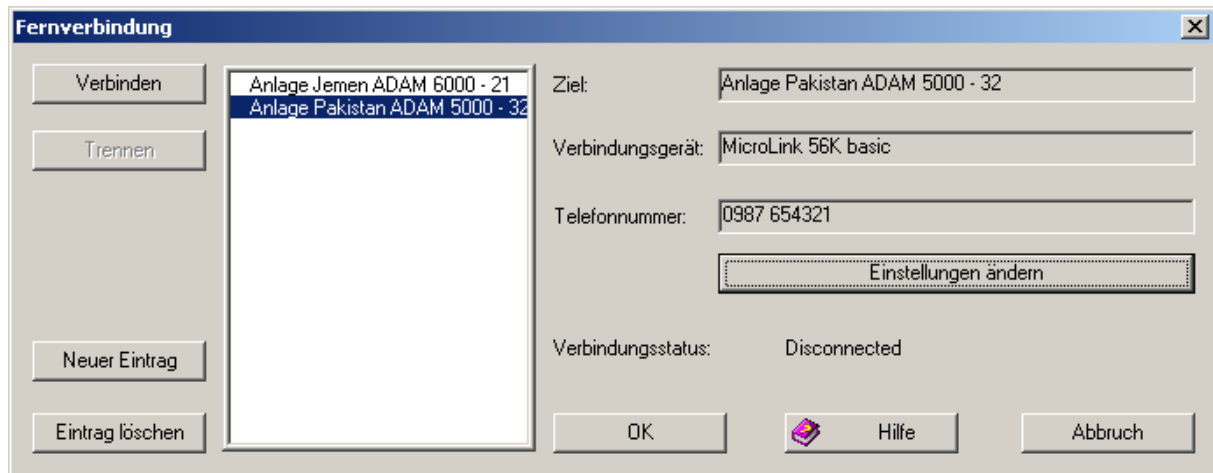 Fernverbindung
Verbinden
Trennen
Neuer Eintrag
Eintrag löschen
Anlage Jemen ADAM 6000 - 21
Anlage Pakistan ADAM 5000 - 32
Ziel: Anlage Pakistan ADAM 5000 - 32
Verbindungsgerät: MicroLink 56K basic
Telefonnummer: 0987 654321
Einstellungen ändern
Verbindungsstatus: Disconnected
OK
Hilfe
Abbruch